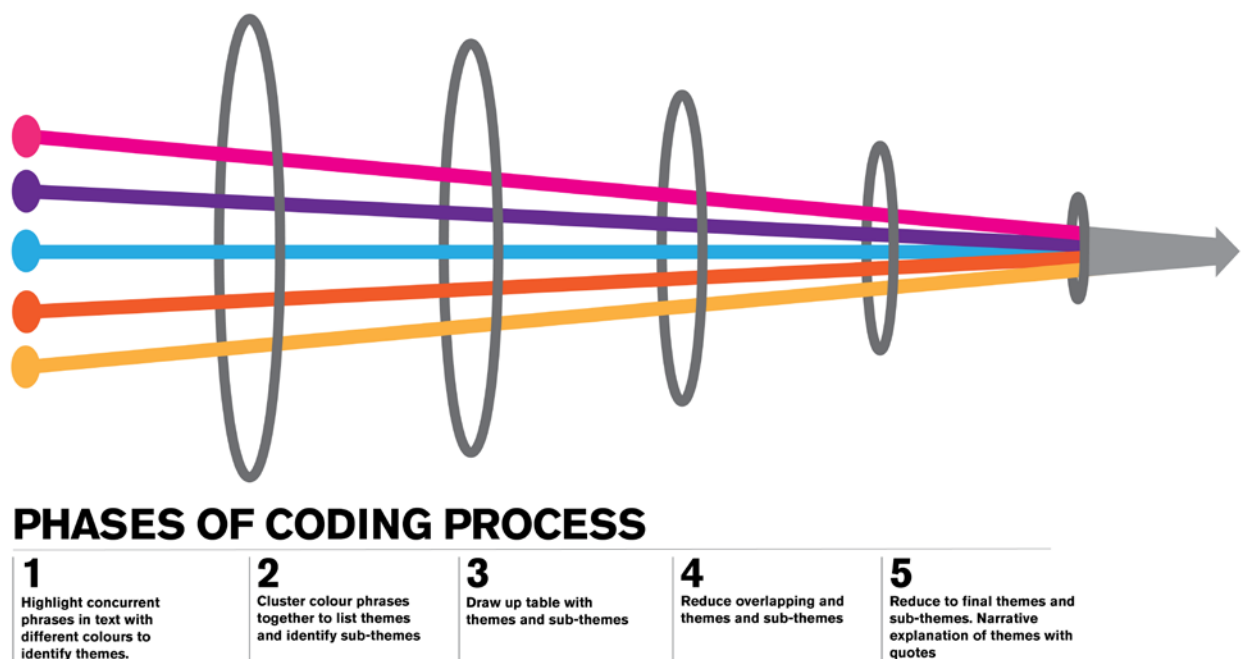 PHASES OF CODING PROCESS
1
Highlight concurrent
phrases in text with
different colours to
identify themes.
2
Cluster colour phrases
together to list themes
and identify sub-themes
3
Draw up table with
themes and sub-themes
4
Reduce overlapping and
themes and sub-themes
5
Reduce to final themes and
sub-themes. Narrative
explanation of themes with
quotes